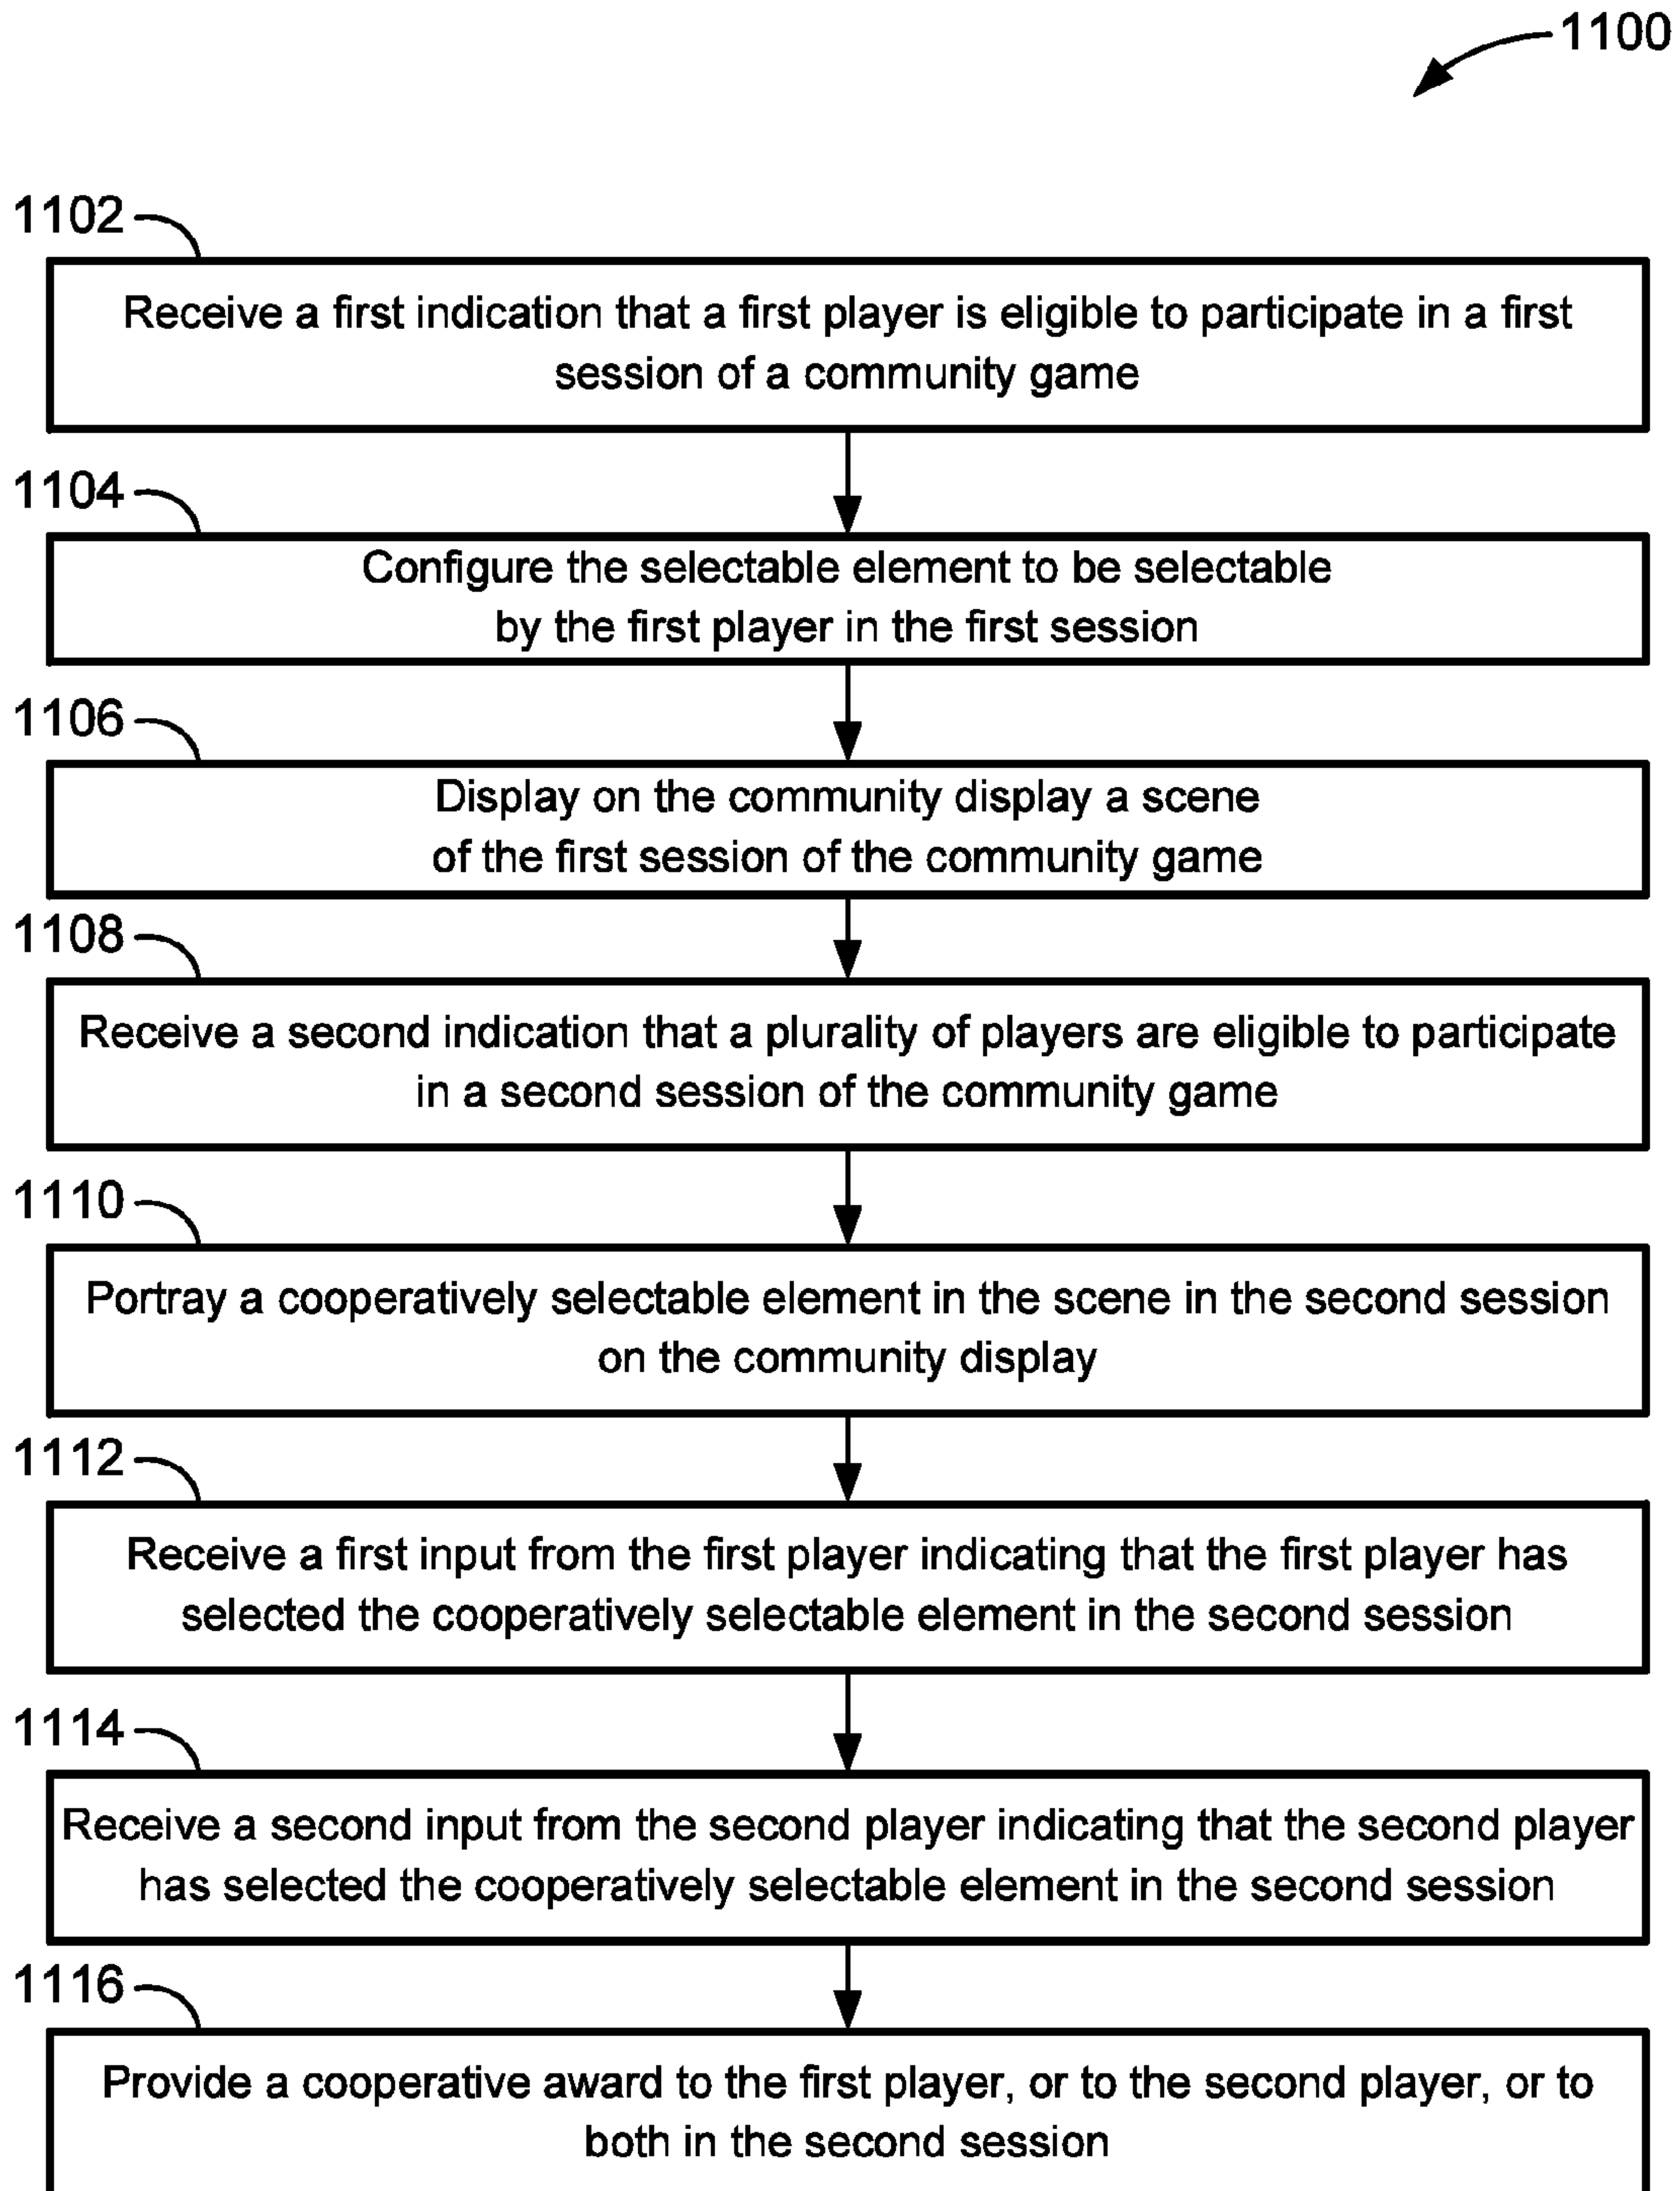 1100
1102
Receive a first indication that a first player is eligible to participate in a first
session of a community game
1104
Configure the selectable element to be selectable
by the first player in the first session
1106
Display on the community display a scene
of the first session of the community game
1108
Receive a second indication that a plurality of players are eligible to participate
in a second session of the community game
1110
Portray a cooperatively selectable element in the scene in the second session
on the community display
1112
Receive a first input from the first player indicating that the first player has
selected the cooperatively selectable element in the second session
1114
Receive a second input from the second player indicating that the second player
has selected the cooperatively selectable element in the second session
1116
Provide a cooperative award to the first player, or to the second player, or to
both in the second session